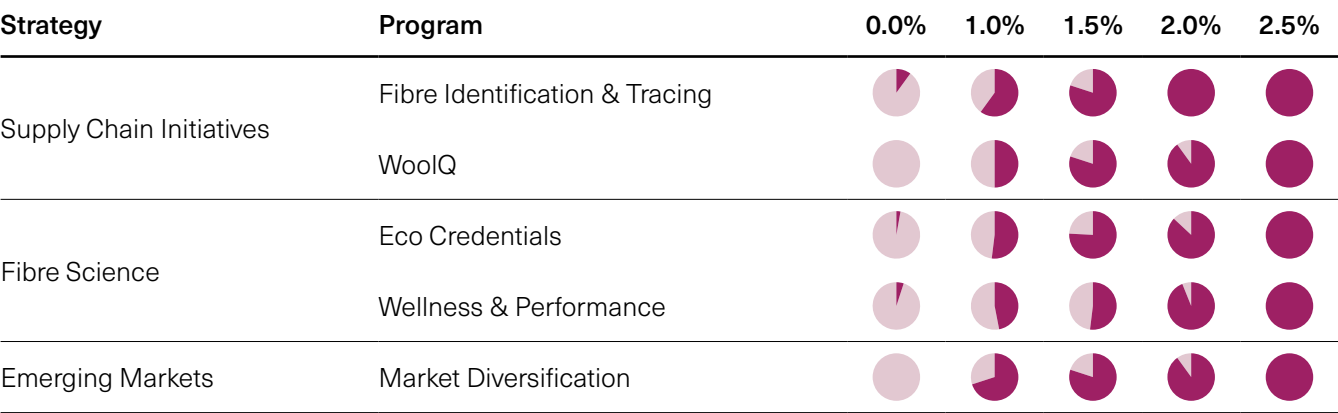 Strategy Program 0.0% 1.0% 1.5% 2.0% 2.5%
Supply Chain Initiatives
Fibre Identification & Tracing
WoolQ
Fibre Science
Eco Credentials
Wellness & Performance
Emerging Markets Market Diversification